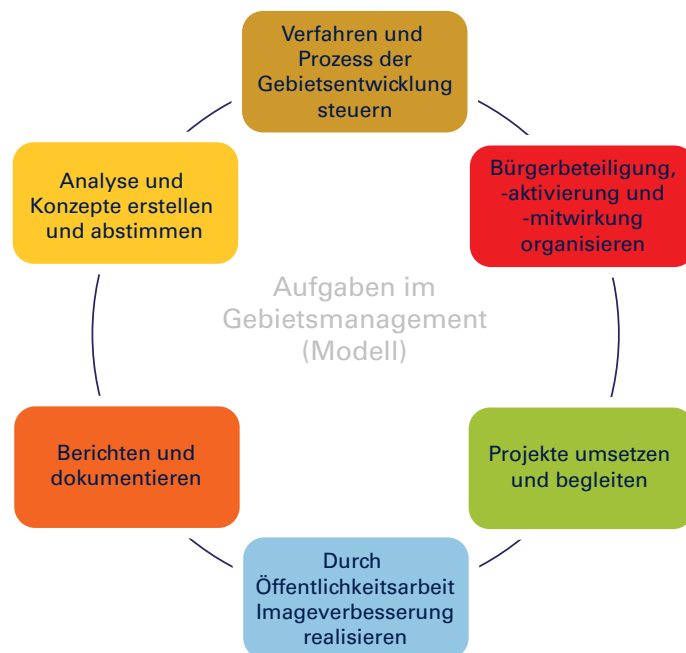 Verfahren und
Prozess der
Gebietsentwicklung
steuern
Bürgerbeteiligung,
-aktivierung und
-mitwirkung
organisieren
Projekte umsetzen
und begleiten
Durch
Öffentlichkeitsarbeit
Imageverbesserung
realisieren
Berichten und
dokumentieren
Analyse und
Konzepte erstellen
und abstimmen
Aufgaben im
Gebietsmanagement
(Modell)